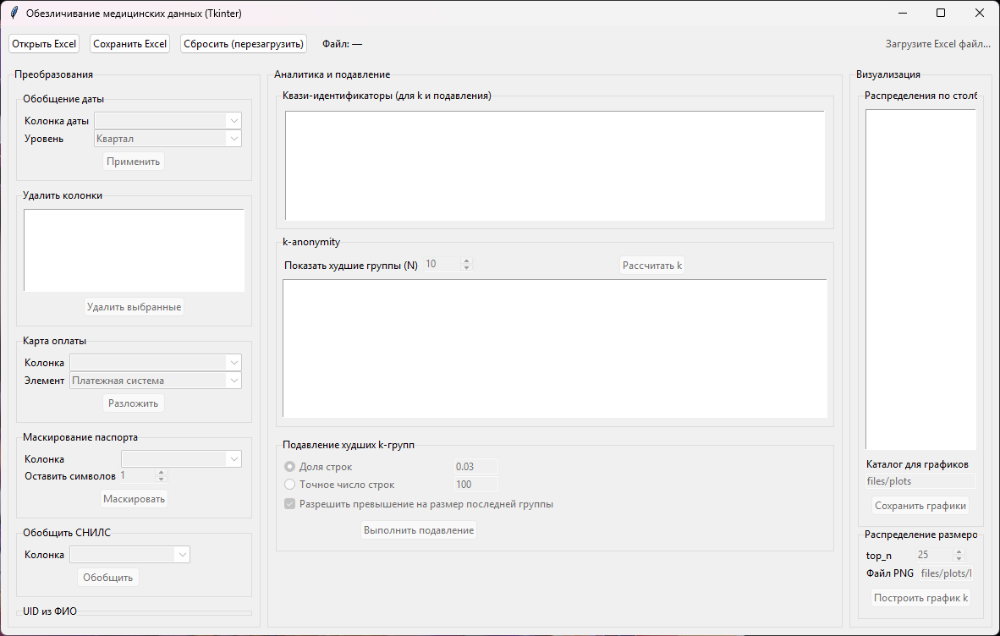 Обезличивание медицинских данных (Tkinter)
Открыть Excel
Сохранить Excel
Сбросить (перезагрузить)
Файл: —
Загрузите Excel файл...
Преобразования
Обобщение даты
Колонка даты
Уровень
Квартал
Применить
Удалить колонки
Удалить выбранные
Карта оплаты
Колонка
Элемент
Платежная система
Разложить
Маскирование паспорта
Колонка
Оставить символов
1
Маскировать
Обобщить СНИЛС
Колонка
Обобщить
UID из ФИО
Аналитика и подавление
Квази-идентификаторы (для k и подавления)
k-anonymity
Показать худшие группы (N)
10
Рассчитать k
Подавление худших k-групп
Доля строк
0.03
Точное число строк
100
Разрешить превышение на размер последней группы
Выполнить подавление
Визуализация
Распределения по столб
Каталог для графиков
files/plots
Сохранить графики
Распределение размеро
top_n
25
Файл PNG
files/plots/l
Построить график k